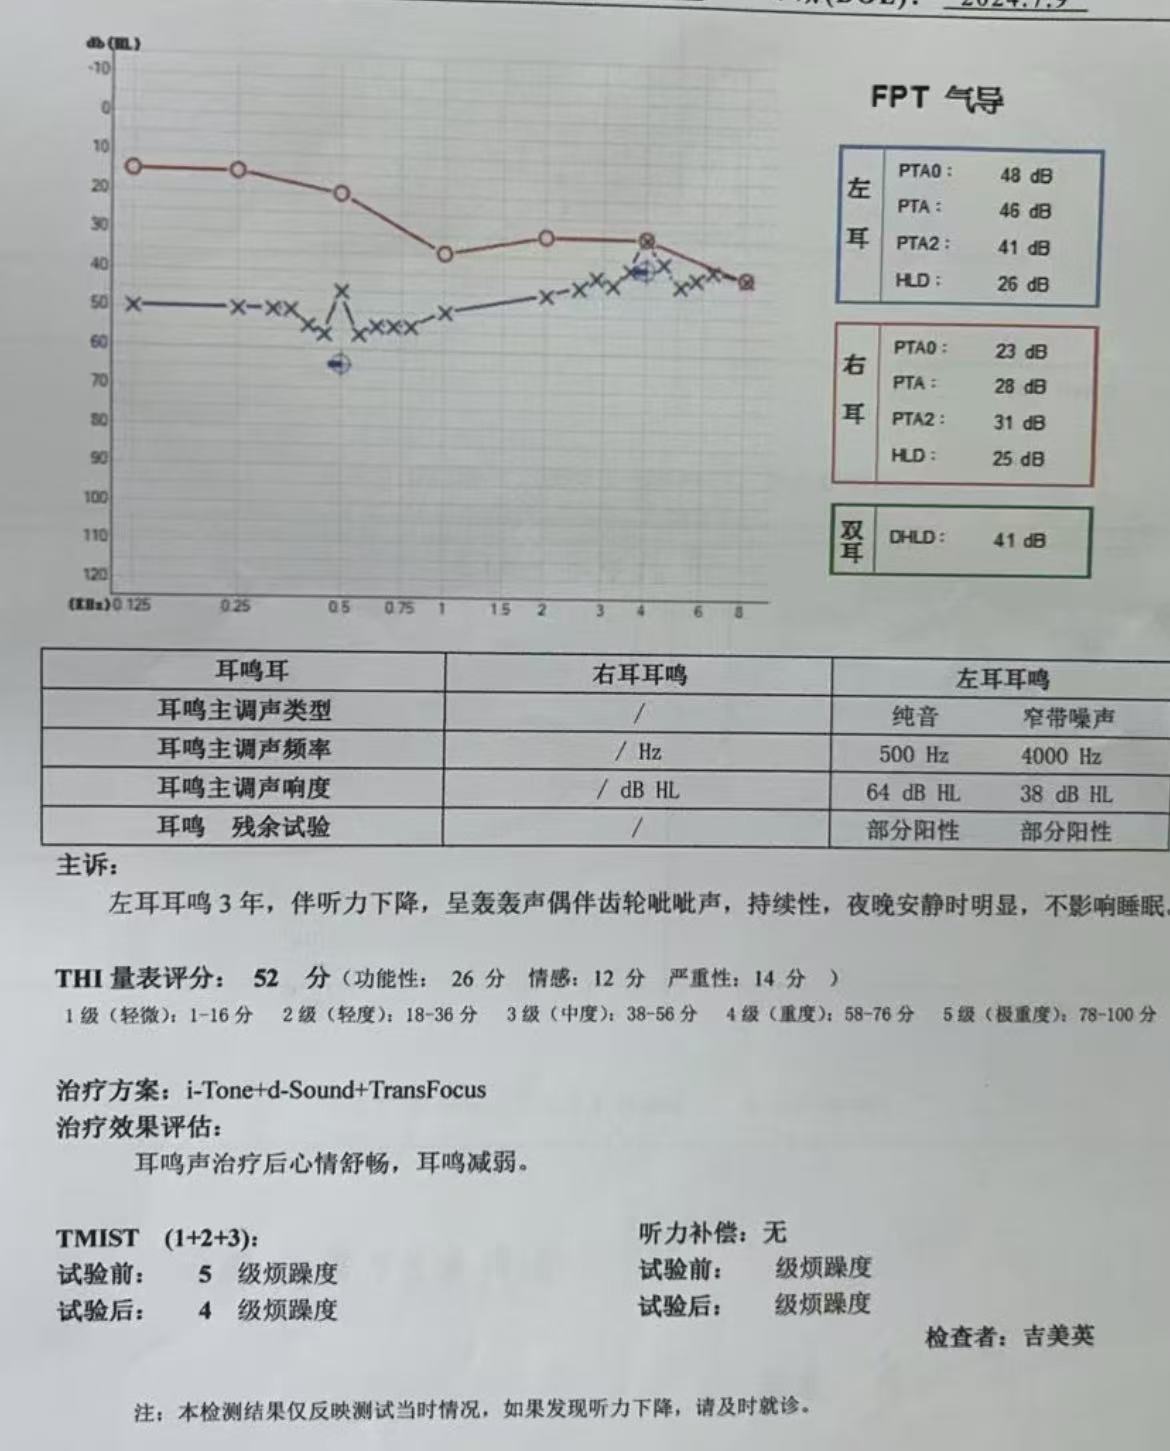 db(HL)
-10
0
10
20
30
40
50
60
70
80
90
100
110
120
(KHz) 0.125 0.25 0.5 0.75 1 1.5 2 3 4 6 8
FPT 气导
左耳
PTA0: 48 dB
PTA: 46 dB
PTA2: 41 dB
HLD: 26 dB
右耳
PTA0: 23 dB
PTA: 28 dB
PTA2: 31 dB
HLD: 25 dB
双耳
DHLD: 41 dB
耳鸣耳 右耳耳鸣 左耳耳鸣
耳鸣主调声类型 / 纯音 窄带噪声
耳鸣主调声频率 / Hz 500 Hz 4000 Hz
耳鸣主调声响度 / dB HL 64 dB HL 38 dB HL
耳鸣 残余试验 / 部分阳性 部分阳性
主诉:
左耳耳鸣3年，伴听力下降，呈轰轰声偶伴齿轮呲呲声，持续性，夜晚安静时明显，不影响睡眠。
THI量表评分: 52 分（功能性: 26 分 情感: 12 分 严重性: 14 分 ）
1级（轻微）: 1-16分 2级（轻度）: 18-36分 3级（中度）: 38-56分 4级（重度）: 58-76分 5级（极重度）: 78-100分
治疗方案: i-Tone+d-Sound+TransFocus
治疗效果评估:
耳鸣声治疗后心情舒畅，耳鸣减弱。
TMIST (1+2+3): 听力补偿: 无
试验前: 5 级烦躁度 试验前: 级烦躁度
试验后: 4 级烦躁度 试验后: 级烦躁度
检查者: 吉美英
注: 本检测结果仅反映测试当时情况，如果发现听力下降，请及时就诊。